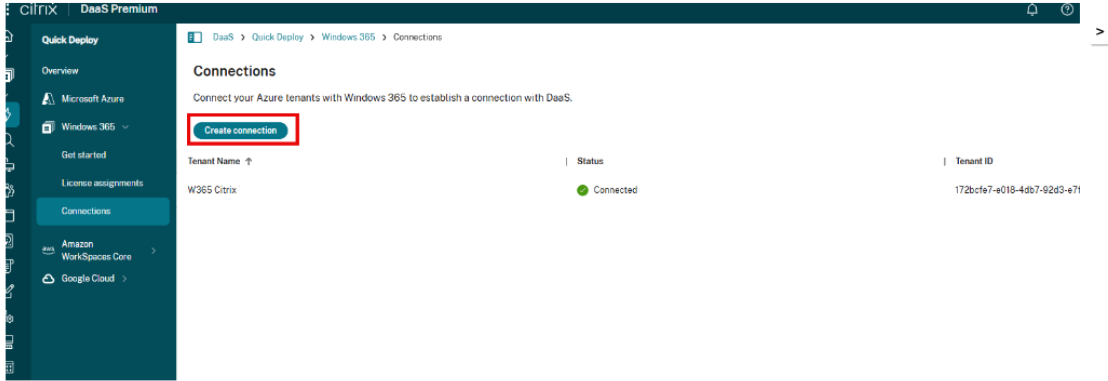 citrix | DaaS Premium
Quick Deploy
DaaS > Quick Deploy > Windows 365 > Connections
>
Overview
Microsoft Azure
Windows 365
Get started
License assignments
Connections
aws Amazon
WorkSpaces Core >
Google Cloud >
Connections
Connect your Azure tenants with Windows 365 to establish a connection with DaaS.
Create connection
Tenant Name ↑ | Status | Tenant ID
W365 Citrix Connected 172bcfe7-e018-4db7-92d3-e7f